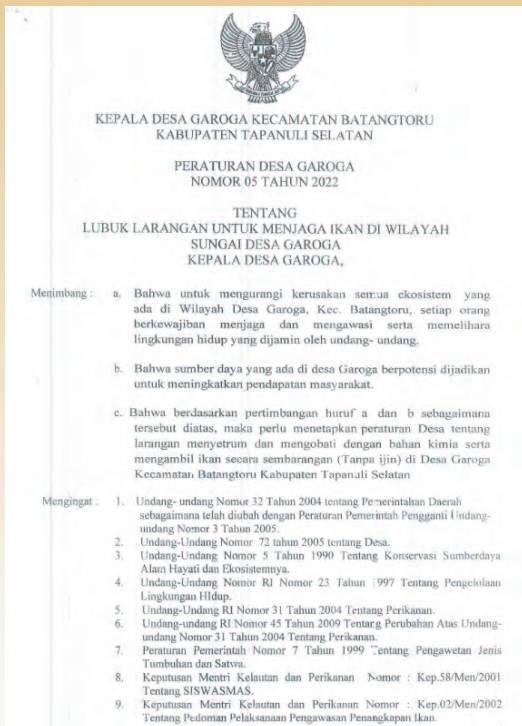 KEPALA DESA GAROGA KECAMATAN BATANGTORU
KABUPATEN TAPANULI SELATAN
PERATURAN DESA GAROGA
NOMOR 05 TAHUN 2022
TENTANG
LUBUK LARANGAN UNTUK MENJAGA IKAN DI WILAYAH
SUNGAI DESA GAROGA
KEPALA DESA GAROGA,
Menimbang : a. Bahwa untuk mengurangi kerusakan semua ekosistem yang
ada di Wilayah Desa Garoga, Kec. Batangtoru, setiap orang
berkewajiban menjaga dan mengawasi serta memelihara
lingkungan hidup yang dijamin oleh undang- undang.
b. Bahwa sumber daya yang ada di desa Garoga berpotensi dijadikan
untuk meningkatkan pendapatan masyarakat.
c. Bahwa berdasarkan pertimbangan huruf a dan b sebagaimana
tersebut diatas, maka perlu menetapkan peraturan Desa tentang
larangan menyetrum dan mengobati dengan bahan kimia serta
mengambil ikan secara sembarangan (Tanpa ijin) di Desa Garoga
Kecamatan Batangtoru Kabupaten Tapanuli Selatan
Mengingat : 1. Undang- undang Nomor 32 Tahun 2004 tentang Pemerintahan Daerah
sebagaimana telah diubah dengan Peraturan Pemerintah Pengganti Undang-
undang Nomor 3 Tahun 2005.
2. Undang-Undang Nomor 72 tahun 2005 tentang Desa.
3. Undang-Undang Nomor 5 Tahun 1990 Tentang Konservasi Sumberdaya
Alam Hayati dan Ekosistemnya.
4. Undang-Undang Nomor RI Nomor 23 Tahun 1997 Tentang Pengelolaan
Lingkungan HIdup.
5. Undang-Undang RI Nomor 31 Tahun 2004 Tentang Perikanan.
6. Undang-undang RI Nomor 45 Tahun 2009 Tentang Perubahan Atas Undang-
undang Nomor 31 Tahun 2004 Tentang Perikanan.
7. Peraturan Pemerintah Nomor 7 Tahun 1999 Tentang Pengawetan Jenis
Tumbuhan dan Satwa.
8. Keputusan Mentri Kelautan dan Perikanan Nomor : Kep.58/Men/2001
Tentang SISWASMAS.
9. Keputusan Mentri Kelautan dan Perikanan Nomor : Kep.02/Men/2002
Tentang Pedoman Pelaksanaan Pengawasan Penangkapan Ikan.